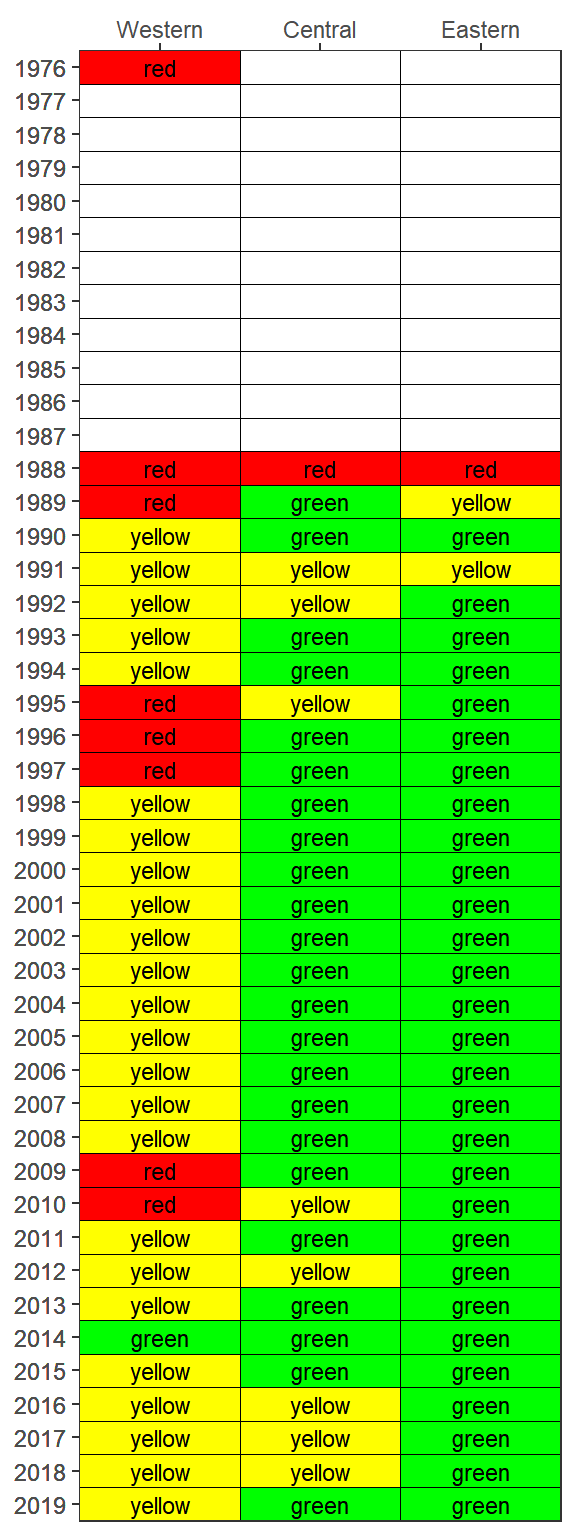 Western Central Eastern
1976 red
1977
1978
1979
1980
1981
1982
1983
1984
1985
1986
1987
1988 red red red
1989 red green yellow
1990 yellow green green
1991 yellow yellow yellow
1992 yellow yellow green
1993 yellow green green
1994 yellow green green
1995 red yellow green
1996 red green green
1997 red green green
1998 yellow green green
1999 yellow green green
2000 yellow green green
2001 yellow green green
2002 yellow green green
2003 yellow green green
2004 yellow green green
2005 yellow green green
2006 yellow green green
2007 yellow green green
2008 yellow green green
2009 red green green
2010 red yellow green
2011 yellow green green
2012 yellow yellow green
2013 yellow green green
2014 green green green
2015 yellow green green
2016 yellow yellow green
2017 yellow yellow green
2018 yellow yellow green
2019 yellow green green